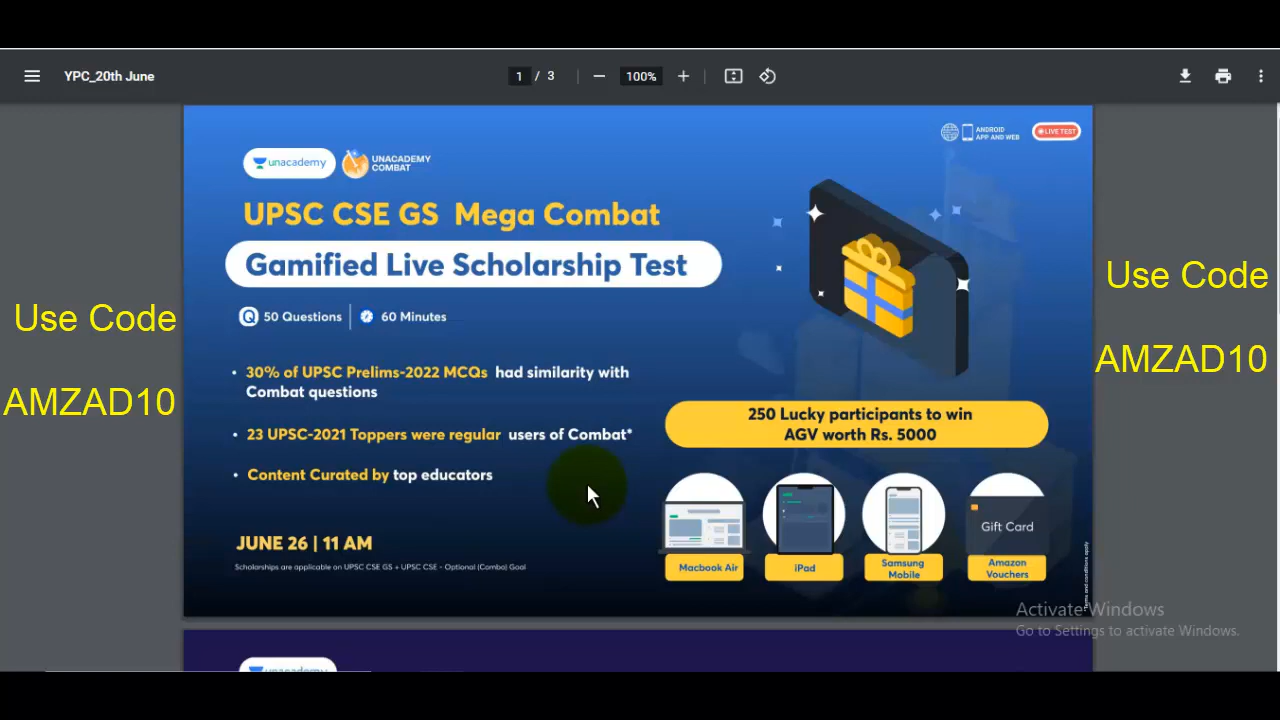 YPC_20th June
1 / 3
100%
unacademy
UNACADEMY
COMBAT
ANDROID
APP AND WEB
LIVE TEST
UPSC CSE GS Mega Combat
Gamified Live Scholarship Test
Q 50 Questions
60 Minutes
• 30% of UPSC Prelims-2022 MCQs had similarity with
Combat questions
• 23 UPSC-2021 Toppers were regular users of Combat*
• Content Curated by top educators
JUNE 26 | 11 AM
Scholarships are applicable on UPSC CSE GS + UPSC CSE - Optional (Combo) Goal
250 Lucky participants to win
AGV worth Rs. 5000
Macbook Air
iPad
Samsung
Mobile
Gift Card
Amazon
Vouchers
*Terms and conditions apply
Use Code
AMZAD10
Use Code
AMZAD10
Activate Windows
Go to Settings to activate Windows.
unacademy